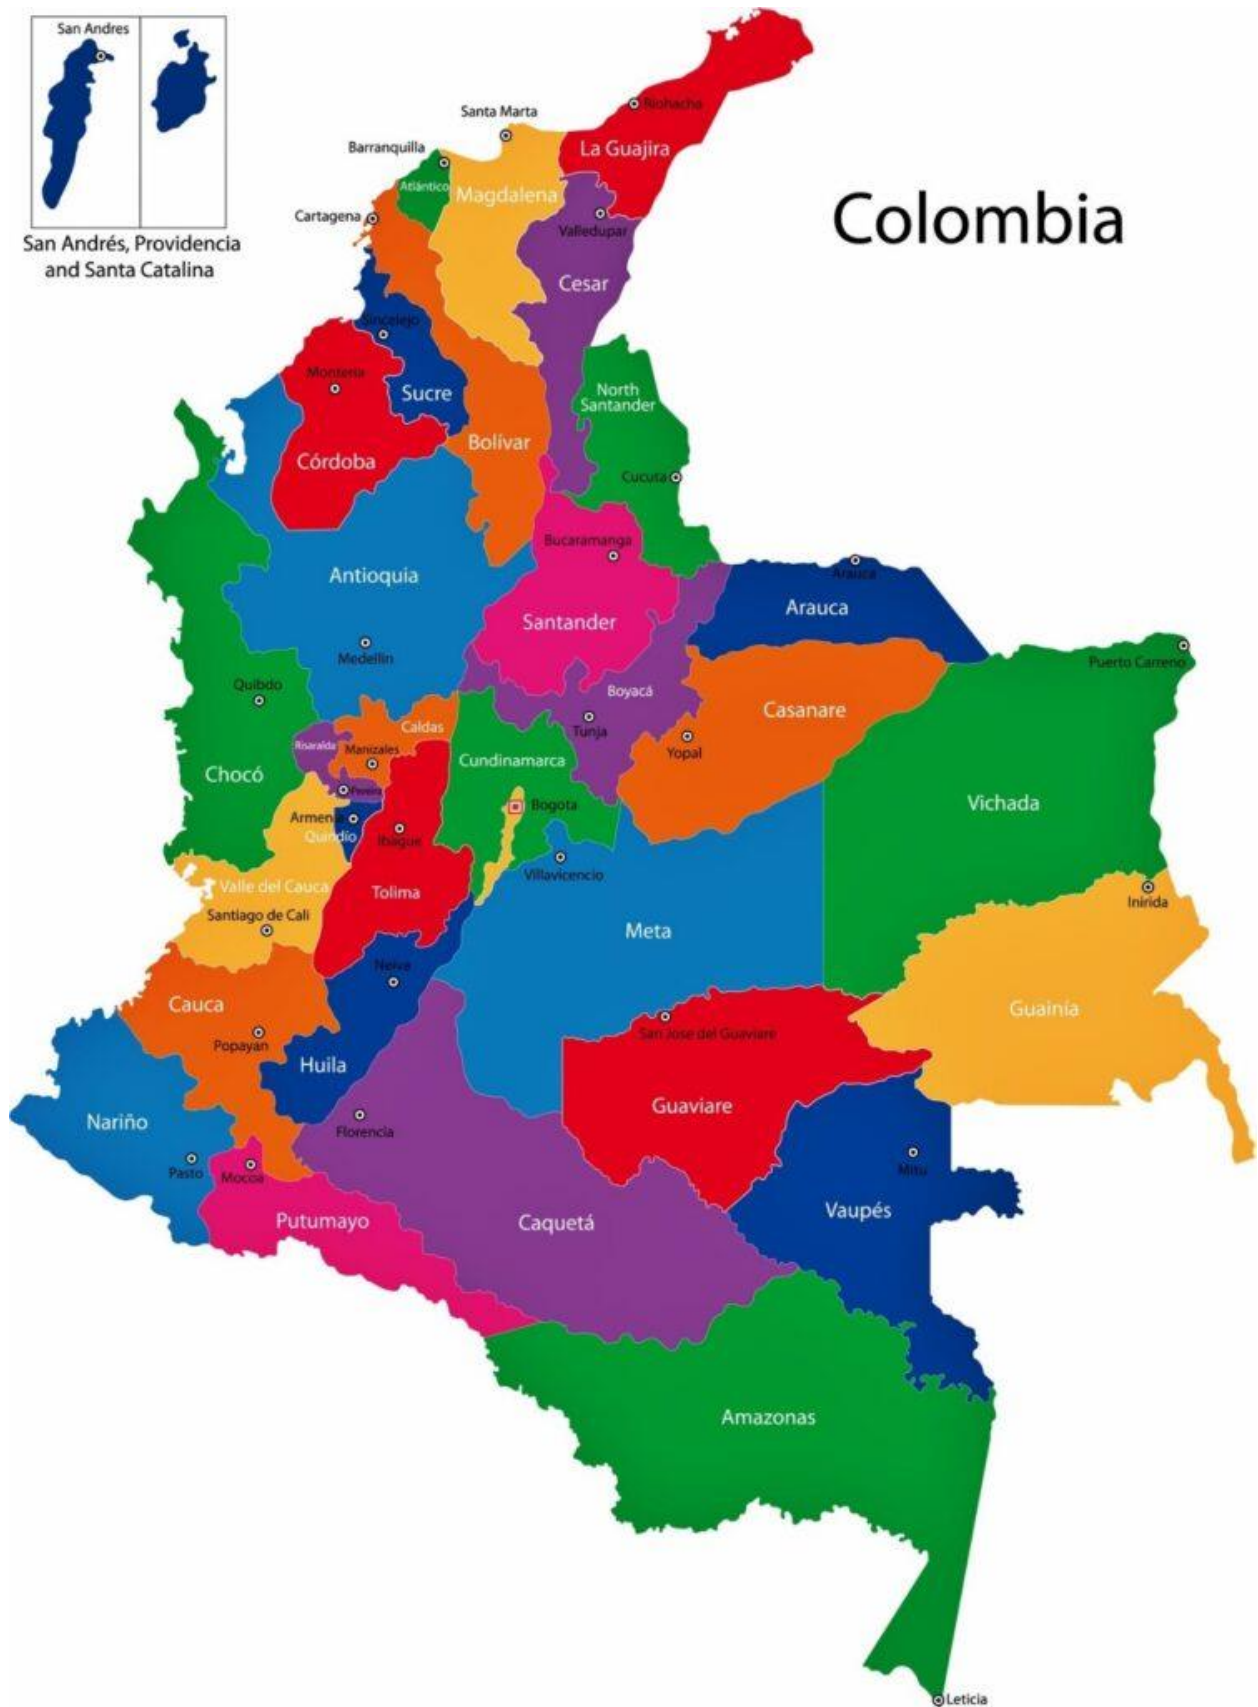 San Andres
San Andrés, Providencia
and Santa Catalina
Colombia
Riohacha
Santa Marta
La Guajira
Barranquilla
Atlántico
Magdalena
Cartagena
Valledupar
Cesar
Sincelejo
Monteria
Sucre
North
Santander
Bolívar
Córdoba
Cucuta
Bucaramanga
Antioquia
Arauca
Arauca
Santander
Medellin
Puerto Carreno
Quibdo
Boyacá
Casanare
Tunja
Yopal
Caldas
Risaralda
Manizales
Cundinamarca
Chocó
Pereira
Vichada
Bogota
Armenia
Quindío
Ibague
Villavicencio
Valle del Cauca
Tolima
Inirida
Santiago de Cali
Meta
Neiva
Cauca
Guainía
San Jose del Guaviare
Popayan
Huila
Guaviare
Nariño
Florencia
Pasto
Mocoa
Mitu
Putumayo
Caquetá
Vaupés
Amazonas
Leticia